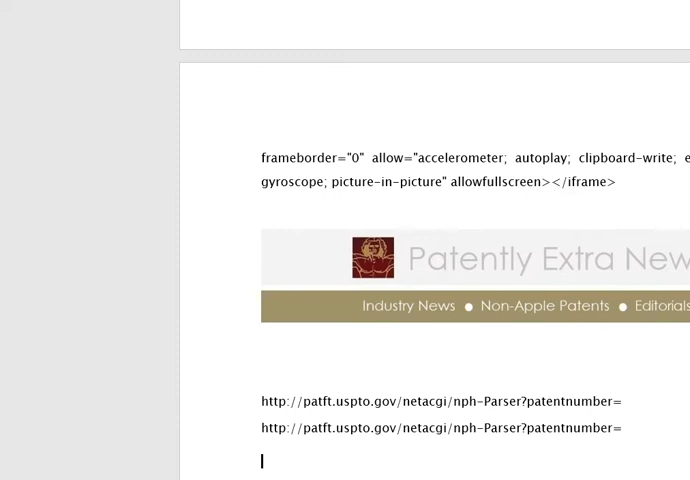 frameborder="0" allow="accelerometer; autoplay; clipboard-write;
gyroscope; picture-in-picture" allowfullscreen></iframe>
Patently Extra New
Industry News ● Non-Apple Patents ● Editorials
http://patft.uspto.gov/netacgi/nph-Parser?patentnumber=
http://patft.uspto.gov/netacgi/nph-Parser?patentnumber=